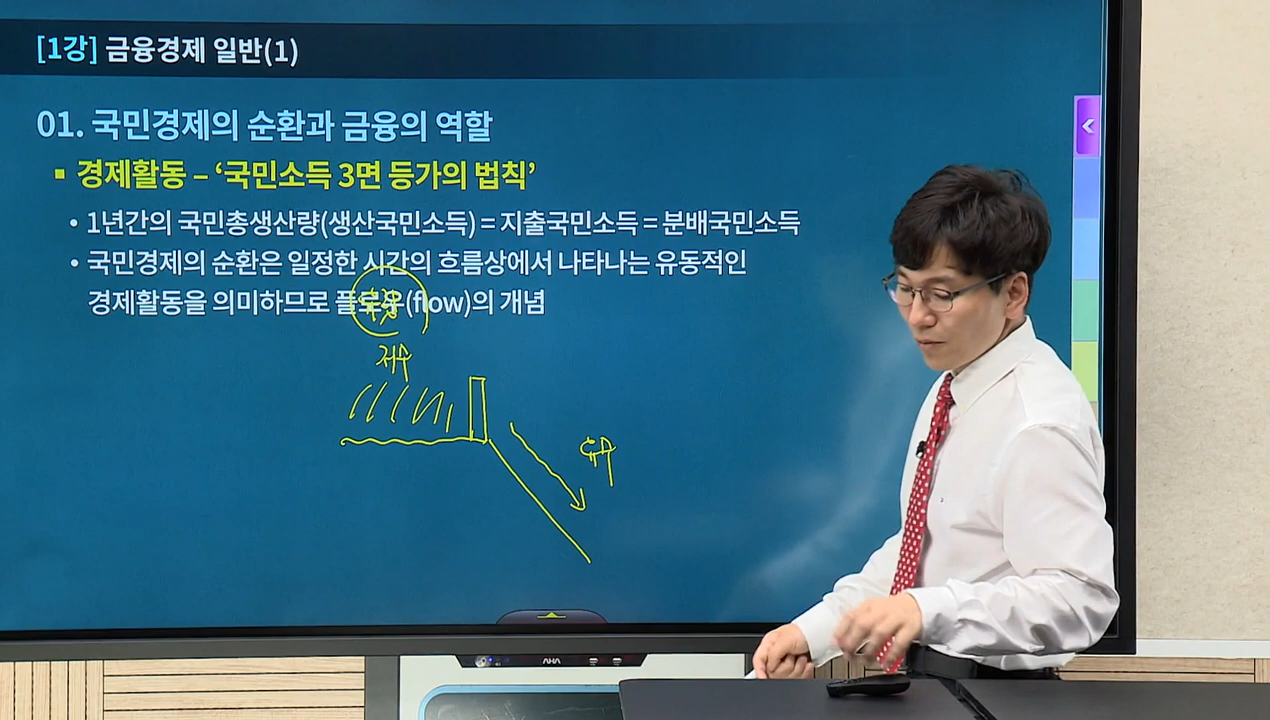 [1강] 금융경제 일반(1)
01. 국민경제의 순환과 금융의 역할
▪ 경제활동 – ‘국민소득 3면 등가의 법칙’
• 1년간의 국민총생산량(생산국민소득) = 지출국민소득 = 분배국민소득
• 국민경제의 순환은 일정한 시간의 흐름상에서 나타나는 유동적인
경제활동을 의미하므로 플로우(flow)의 개념
저수
유수
AHA